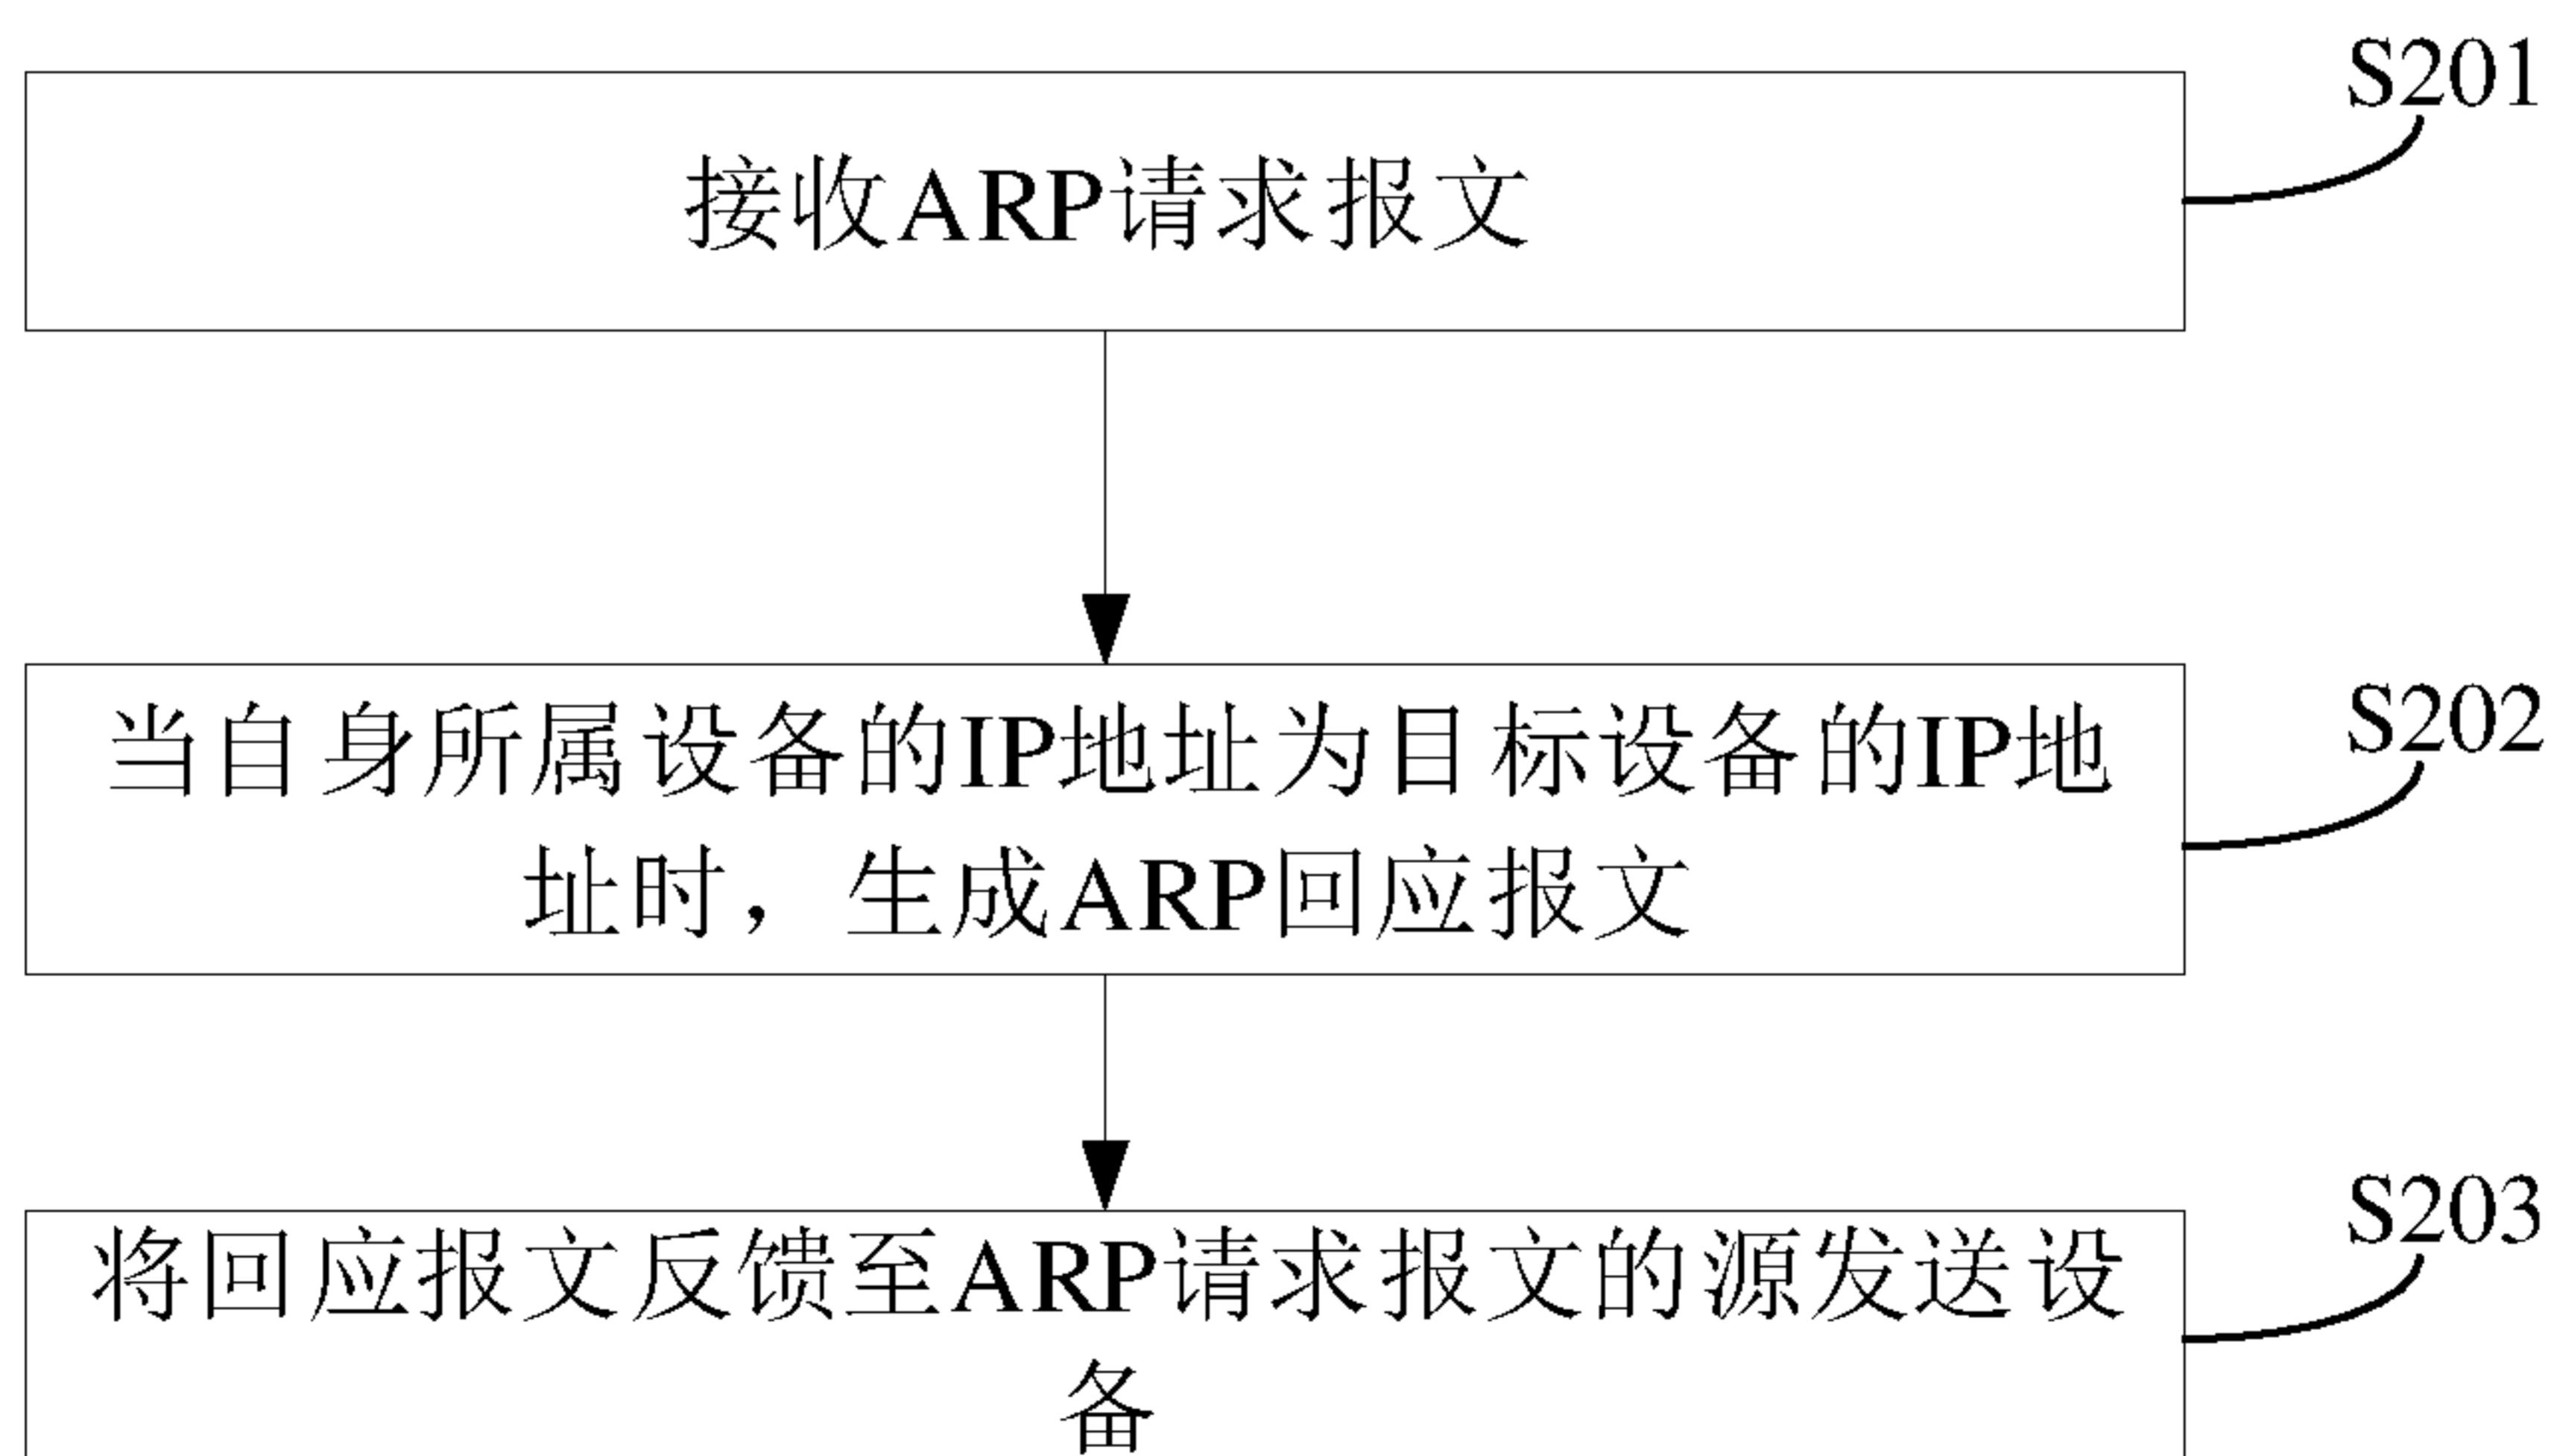 S201
接收ARP请求报文
当自身所属设备的IP地址为目标设备的IP地
S202
址时，生成ARP回应报文
S203
将回应报文反馈至ARP请求报文的源发送设
备